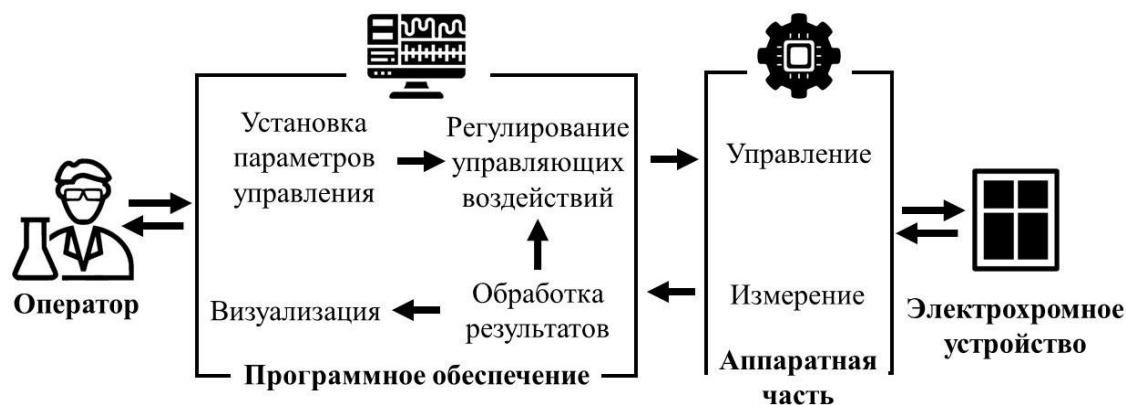 Установка
параметров
управления
Регулирование
управляющих
воздействий
Управление
Оператор
Визуализация
Обработка
результатов
Измерение
Электрохромное
устройство
Программное обеспечение
Аппаратная
часть